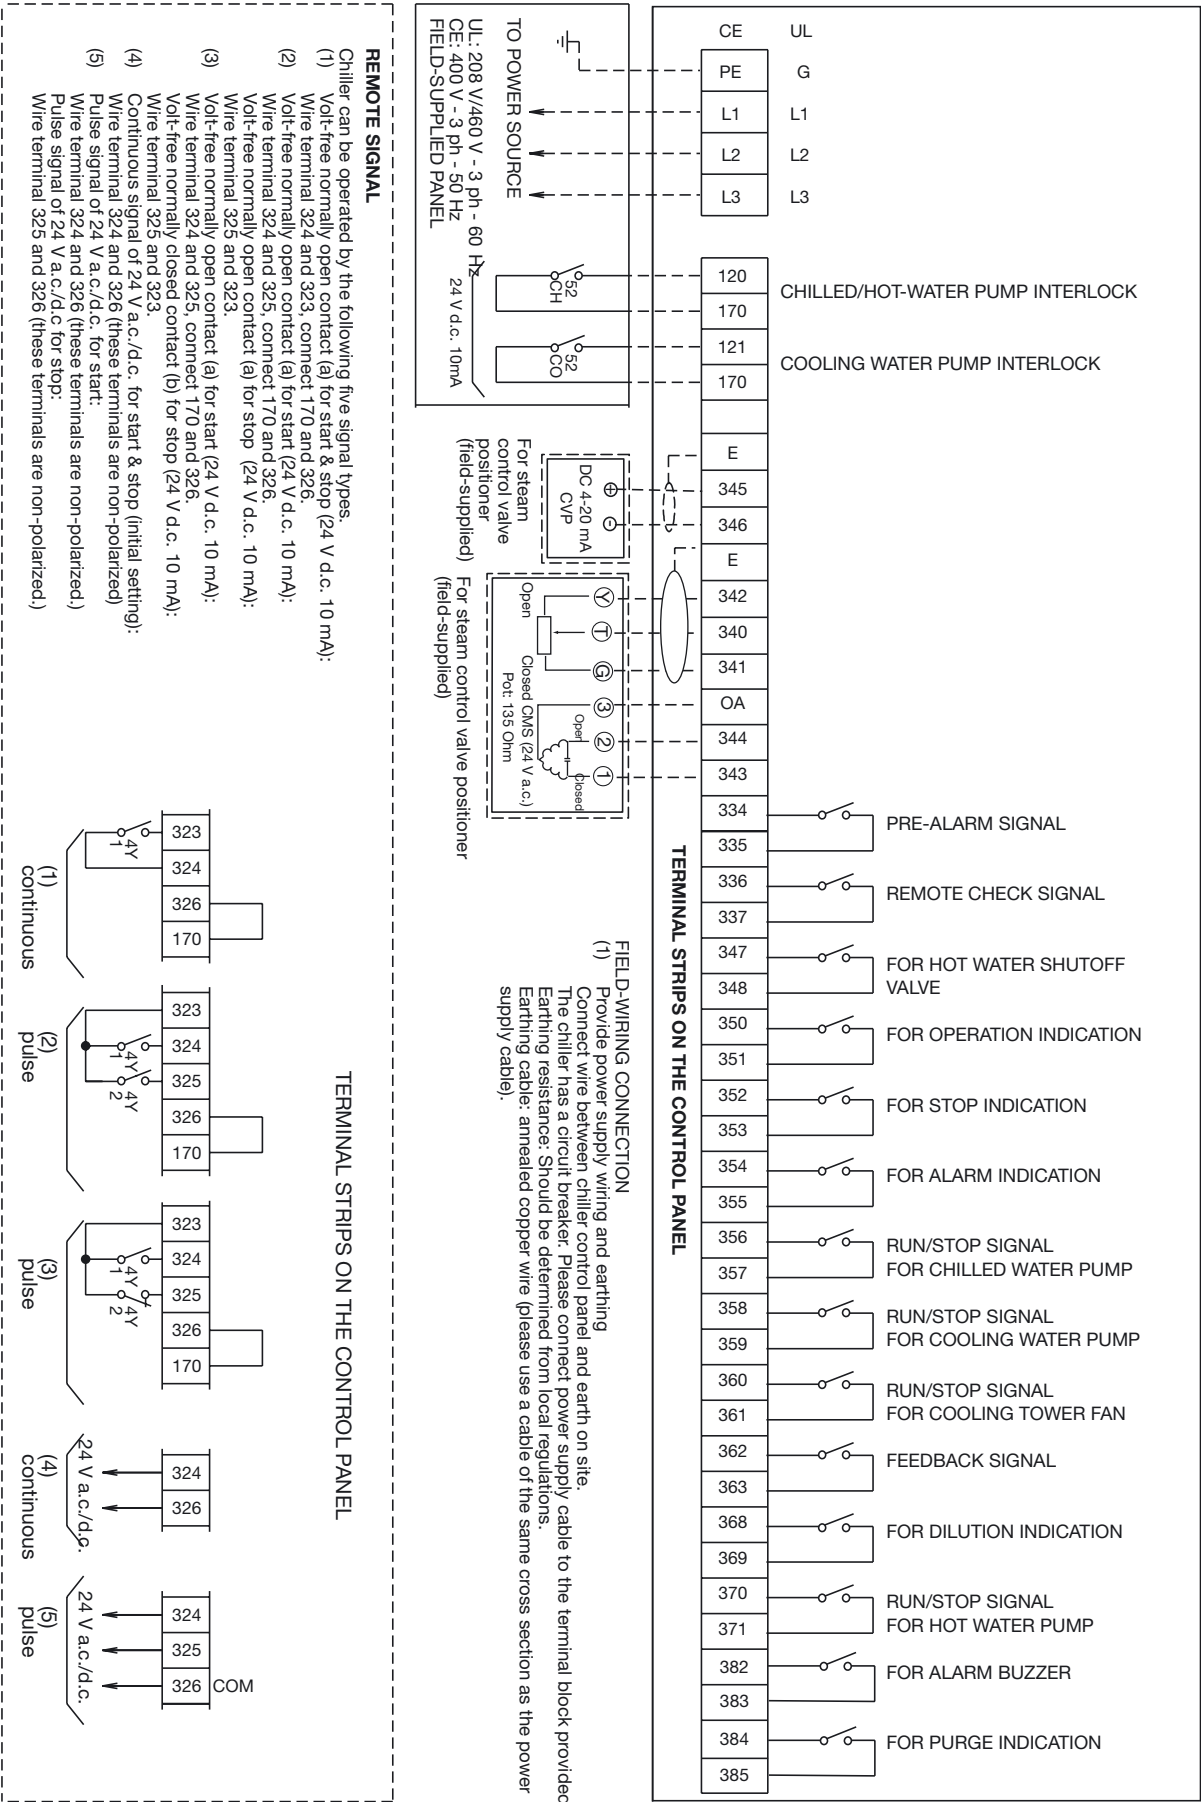 CE UL
PE G
L1 L1
L2 L2
L3 L3
120
170
121
170
E
345
346
E
342
340
341
OA
344
343
334
335
336
337
347
348
350
351
352
353
354
355
356
357
358
359
360
361
362
363
368
369
370
371
382
383
384
385
CHILLED/HOT-WATER PUMP INTERLOCK
COOLING WATER PUMP INTERLOCK
PRE-ALARM SIGNAL
REMOTE CHECK SIGNAL
FOR HOT WATER SHUTOFF
VALVE
FOR OPERATION INDICATION
FOR STOP INDICATION
FOR ALARM INDICATION
RUN/STOP SIGNAL
FOR CHILLED WATER PUMP
RUN/STOP SIGNAL
FOR COOLING WATER PUMP
RUN/STOP SIGNAL
FOR COOLING TOWER FAN
FEEDBACK SIGNAL
FOR DILUTION INDICATION
RUN/STOP SIGNAL
FOR HOT WATER PUMP
FOR ALARM BUZZER
FOR PURGE INDICATION
TERMINAL STRIPS ON THE CONTROL PANEL
TO POWER SOURCE
UL: 208 V/460 V - 3 ph - 60 Hz
CE: 400 V - 3 ph - 50 Hz
FIELD-SUPPLIED PANEL
52
CH
52
CO
24 V d.c. 10mA
DC 4-20 mA
CVP
+
-
For steam
control valve
positioner
(field-supplied)
Y
T
G
3
2
1
Open
Closed
Open
Closed
CMS (24 V a.c.)
Pot: 135 Ohm
For steam control valve positioner
(field-supplied)
FIELD-WIRING CONNECTION
(1) Provide power supply wiring and earthing
Connect wire between chiller control panel and earth on site.
The chiller has a circuit breaker. Please connect power supply cable to the terminal block provided
Earthing resistance: Should be determined from local regulations.
Earthing cable: annealed copper wire (please use a cable of the same cross section as the power
supply cable).
REMOTE SIGNAL
Chiller can be operated by the following five signal types.
(1) Volt-free normally open contact (a) for start & stop (24 V d.c. 10 mA):
Wire terminal 324 and 323, connect 170 and 326.
(2) Volt-free normally open contact (a) for start (24 V d.c. 10 mA):
Wire terminal 324 and 325, connect 170 and 326.
Volt-free normally open contact (a) for stop (24 V d.c. 10 mA):
Wire terminal 325 and 323.
(3) Volt-free normally open contact (a) for start (24 V d.c. 10 mA):
Wire terminal 324 and 325, connect 170 and 326.
Volt-free normally closed contact (b) for stop (24 V d.c. 10 mA):
Wire terminal 325 and 323.
(4) Continuous signal of 24 V a.c./d.c. for start & stop (initial setting):
Wire terminal 324 and 326 (these terminals are non-polarized)
(5) Pulse signal of 24 V a.c./d.c. for start:
Wire terminal 324 and 326 (these terminals are non-polarized.)
Pulse signal of 24 V a.c./d.c for stop:
Wire terminal 325 and 326 (these terminals are non-polarized.)
TERMINAL STRIPS ON THE CONTROL PANEL
323
324
326
170
4Y
1
(1)
continuous
323
324
325
326
170
4Y
1
4Y
2
(2)
pulse
323
324
325
326
170
4Y
1
4Y
2
(3)
pulse
324
326
24 V a.c./d.c.
(4)
continuous
324
325
326 COM
24 V a.c./d.c.
(5)
pulse